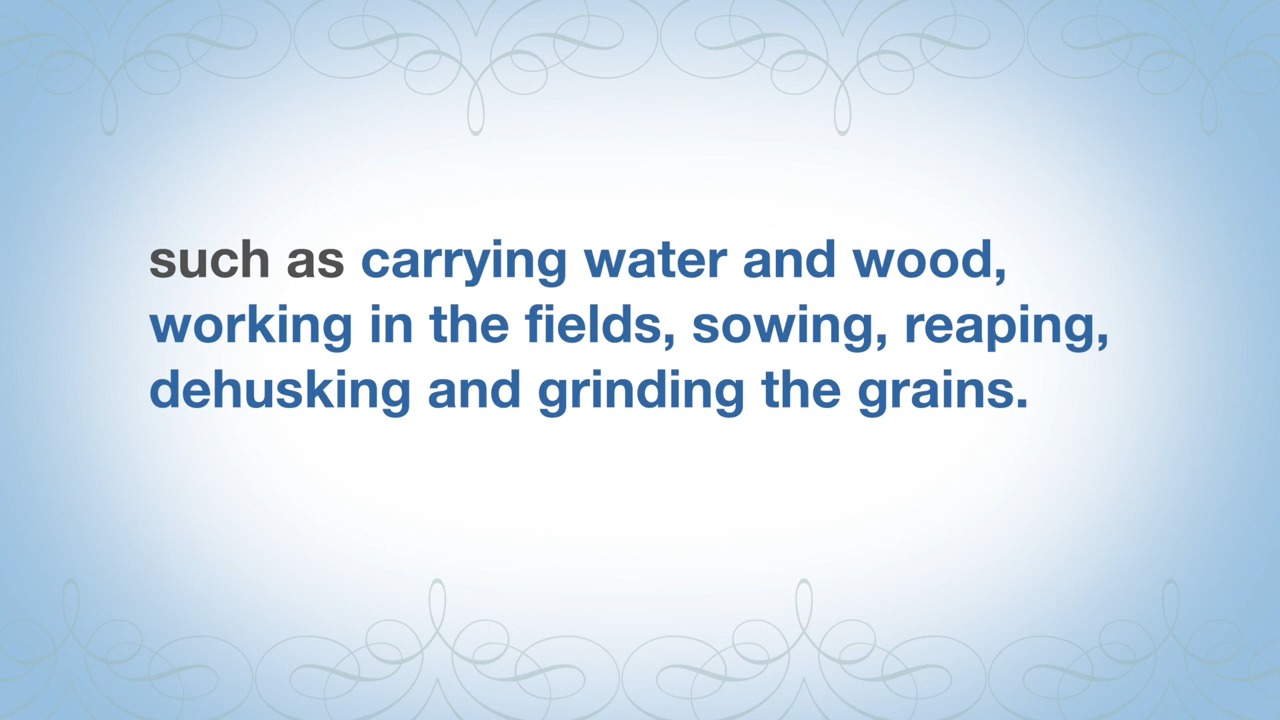 such as carrying water and wood,
working in the fields, sowing, reaping,
dehusking and grinding the grains.